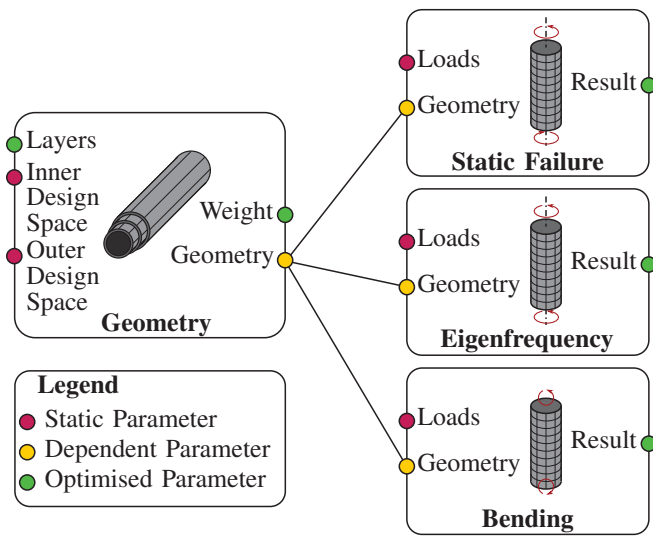 Layers
Inner
Design
Space
Outer
Design
Space
Weight
Geometry
Geometry
Legend
Static Parameter
Dependent Parameter
Optimised Parameter
Loads
Geometry
Result
Static Failure
Loads
Geometry
Result
Eigenfrequency
Loads
Geometry
Result
Bending